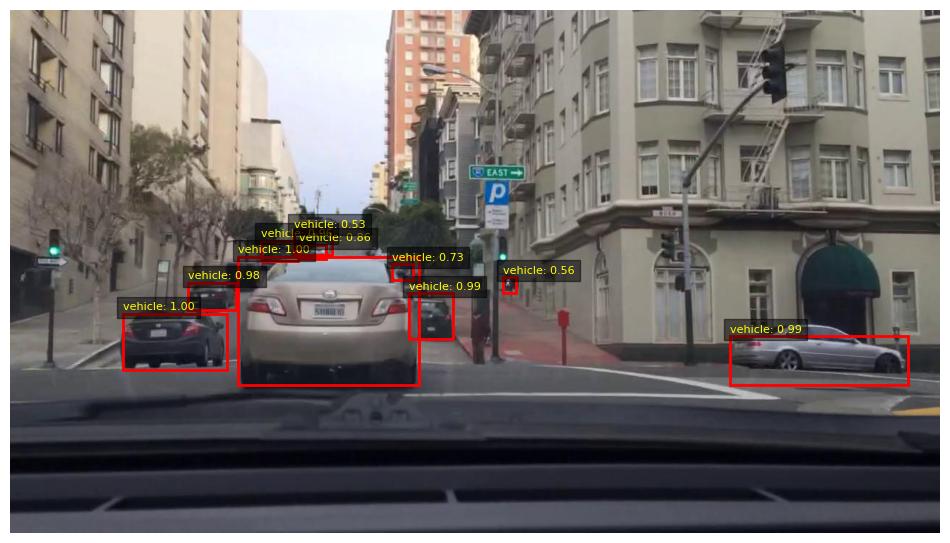 vehicle: 0.53
vehicle: 0.86
vehicle: 1.00
vehicle: 0.73
vehicle: 0.56
vehicle: 0.98
vehicle: 0.99
vehicle: 1.00
vehicle: 0.99
EAST →
P